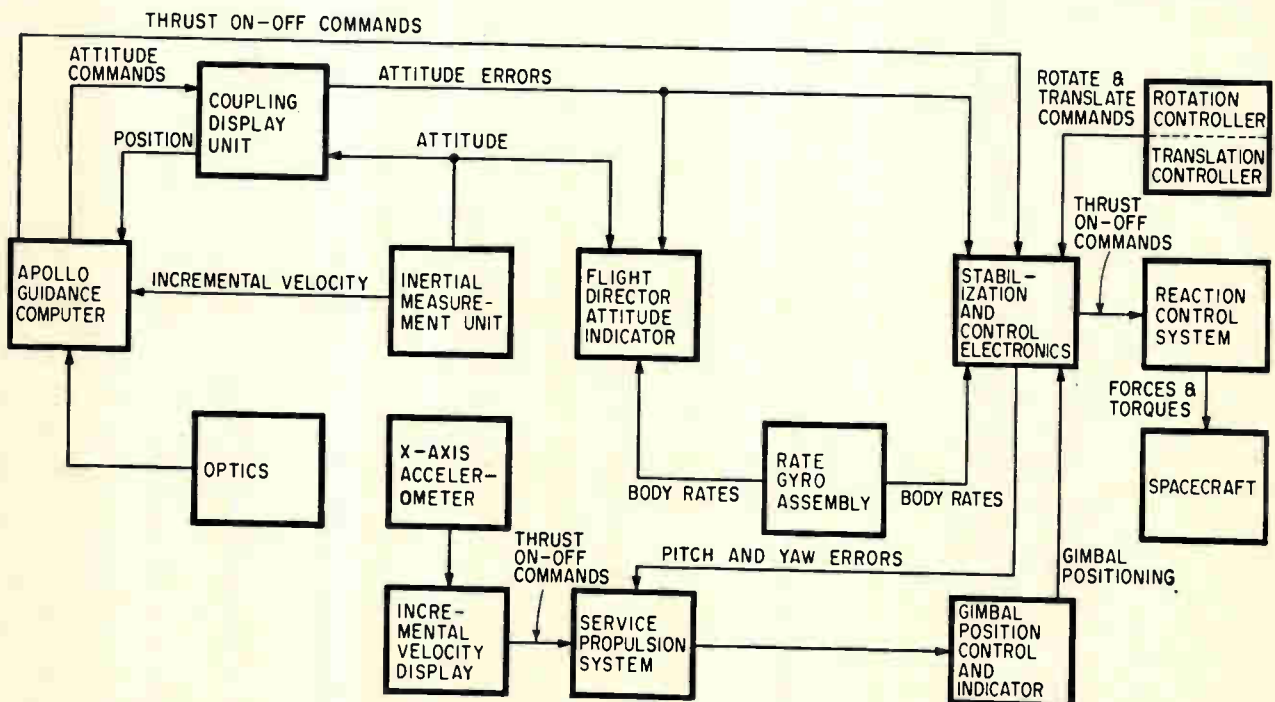 THRUST ON-OFF COMMANDS
ATTITUDE
COMMANDS
COUPLING
DISPLAY
UNIT
ATTITUDE ERRORS
POSITION
ATTITUDE
ROTATE &
TRANSLATE
COMMANDS
ROTATION
CONTROLLER
TRANSLATION
CONTROLLER
THRUST
ON-OFF
COMMANDS
APOLLO
GUIDANCE
COMPUTER
INCREMENTAL VELOCITY
INERTIAL
MEASURE-
MENT UNIT
FLIGHT
DIRECTOR
ATTITUDE
INDICATOR
STABIL-
IZATION
AND
CONTROL
ELECTRONICS
REACTION
CONTROL
SYSTEM
FORCES &
TORQUES
OPTICS
X-AXIS
ACCELER-
OMETER
BODY RATES
RATE
GYRO
ASSEMBLY
BODY RATES
SPACECRAFT
THRUST
ON-OFF
COMMANDS
PITCH AND YAW ERRORS
GIMBAL
POSITIONING
INCRE-
MENTAL
VELOCITY
DISPLAY
SERVICE
PROPULSION
SYSTEM
GIMBAL
POSITION
CONTROL
AND
INDICATOR